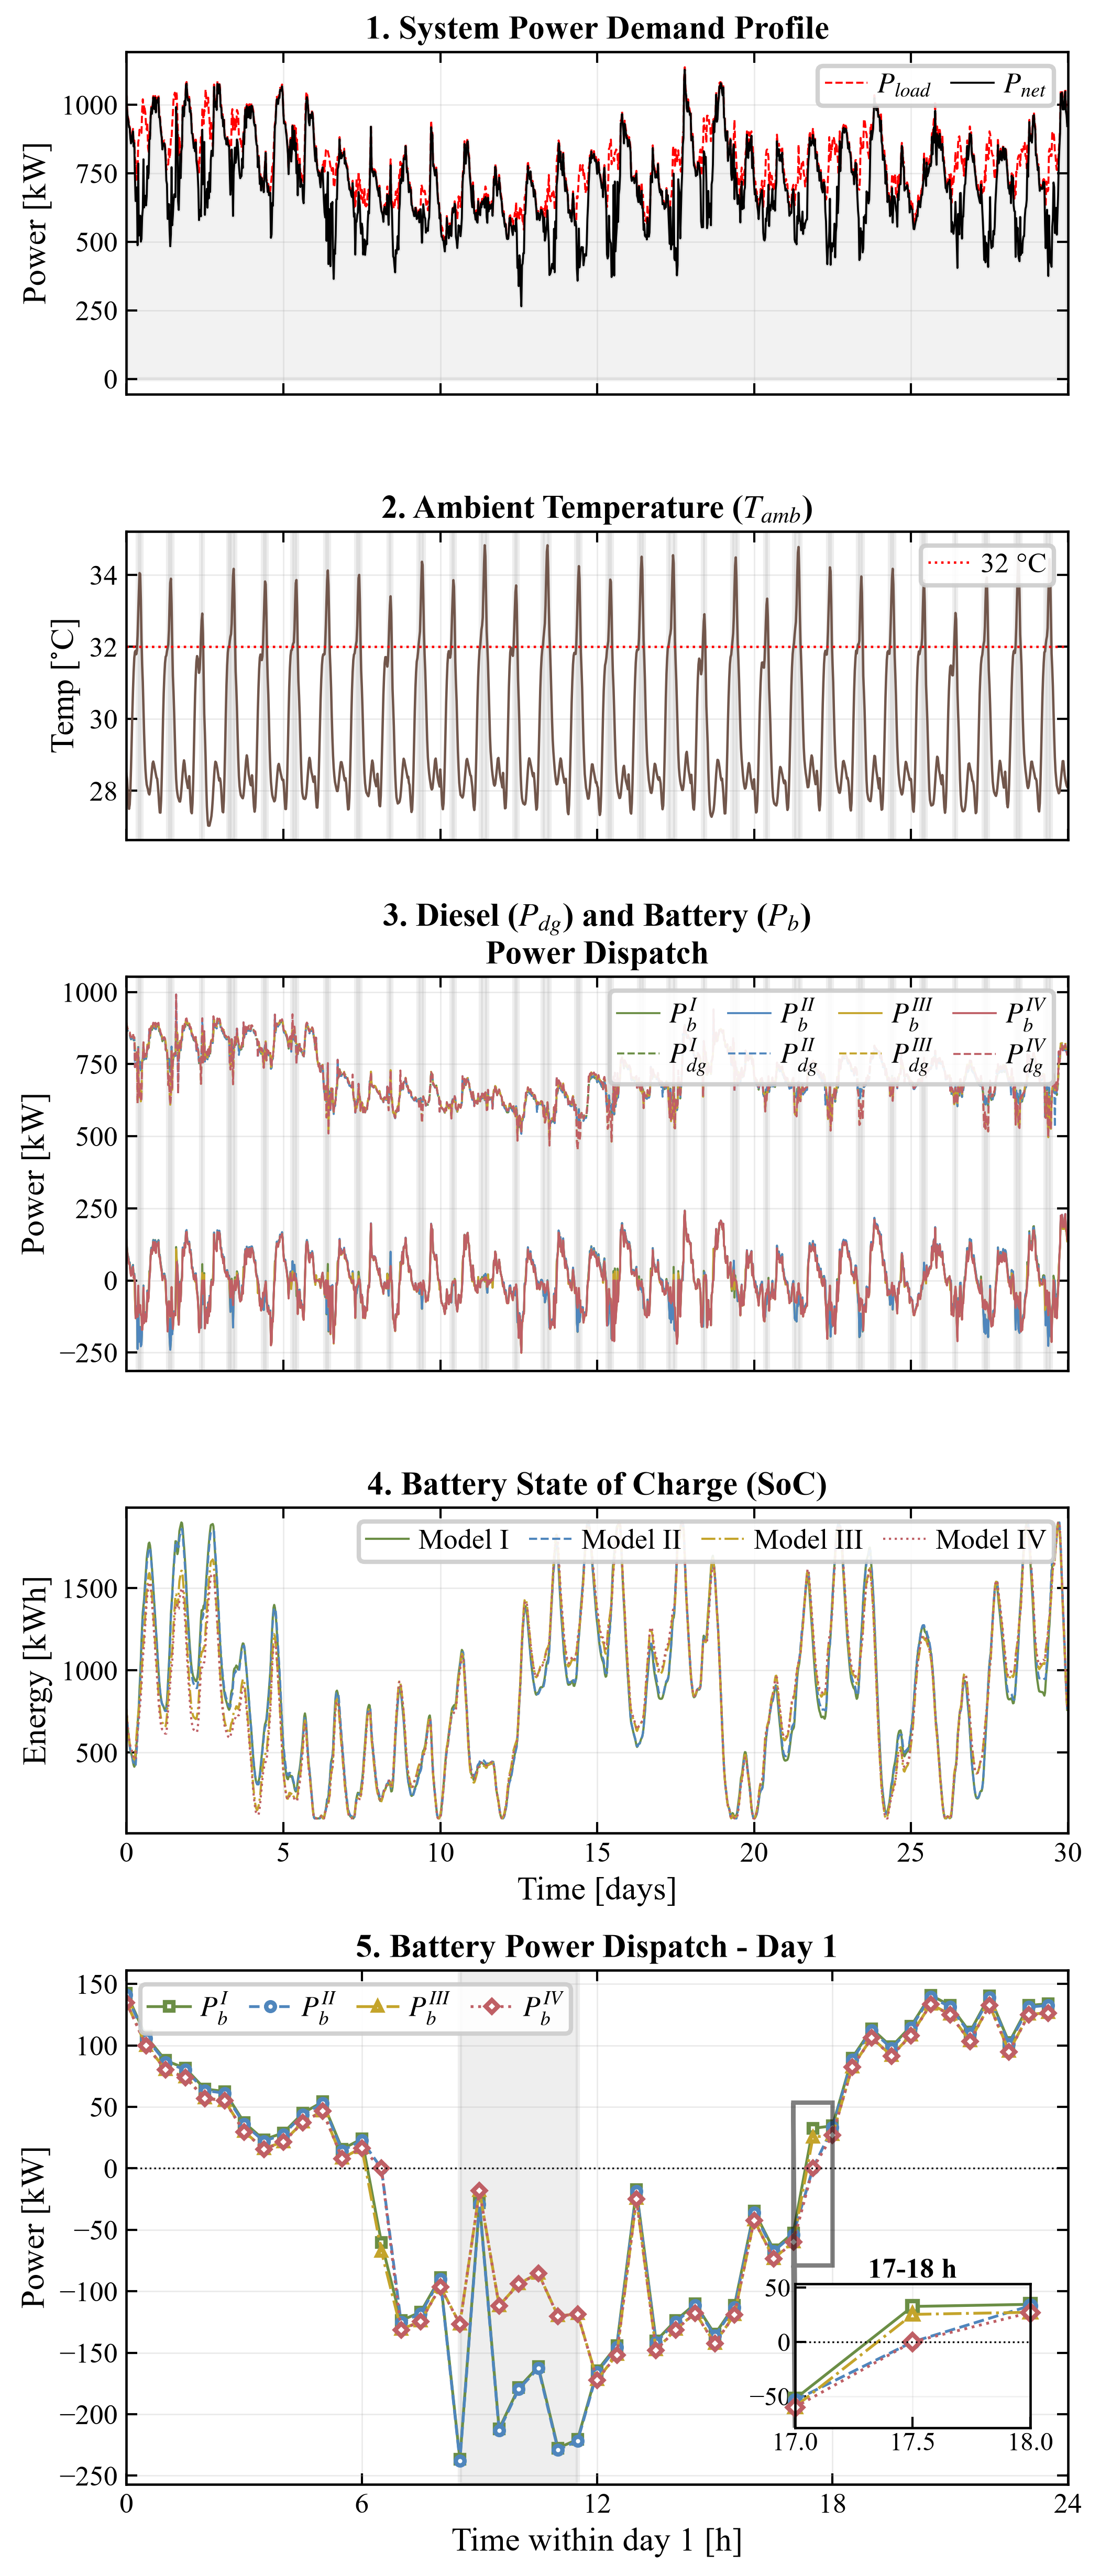 1. System Power Demand Profile
P_load P_net
Power [kW]
1000
750
500
250
0
2. Ambient Temperature (T_amb)
32 °C
Temp [°C]
34
32
30
28
3. Diesel (P_dg) and Battery (P_b)
Power Dispatch
P_b^I P_b^II P_b^III P_b^IV
P_dg^I P_dg^II P_dg^III P_dg^IV
Power [kW]
1000
750
500
250
0
−250
4. Battery State of Charge (SoC)
Model I Model II Model III Model IV
Energy [kWh]
1500
1000
500
0 5 10 15 20 25 30
Time [days]
5. Battery Power Dispatch - Day 1
P_b^I P_b^II P_b^III P_b^IV
Power [kW]
150
100
50
0
−50
−100
−150
−200
−250
17-18 h
50
0
−50
17.0 17.5 18.0
0 6 12 18 24
Time within day 1 [h]